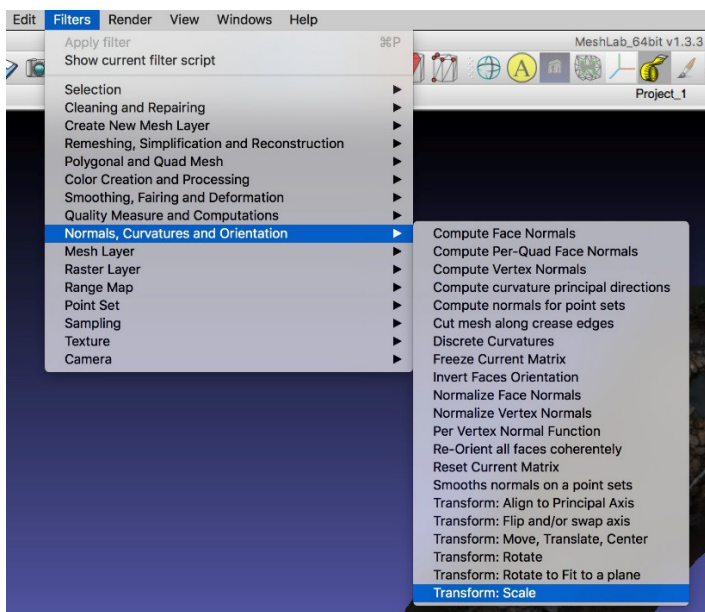 Edit Filters Render View Windows Help
Apply filter ⌘P
Show current filter script
MeshLab_64bit v1.3.3
A
Project_1
Selection
Cleaning and Repairing
Create New Mesh Layer
Remeshing, Simplification and Reconstruction
Polygonal and Quad Mesh
Color Creation and Processing
Smoothing, Fairing and Deformation
Quality Measure and Computations
Normals, Curvatures and Orientation
Mesh Layer
Raster Layer
Range Map
Point Set
Sampling
Texture
Camera
Compute Face Normals
Compute Per-Quad Face Normals
Compute Vertex Normals
Compute curvature principal directions
Compute normals for point sets
Cut mesh along crease edges
Discrete Curvatures
Freeze Current Matrix
Invert Faces Orientation
Normalize Face Normals
Normalize Vertex Normals
Per Vertex Normal Function
Re-Orient all faces coherentely
Reset Current Matrix
Smooths normals on a point sets
Transform: Align to Principal Axis
Transform: Flip and/or swap axis
Transform: Move, Translate, Center
Transform: Rotate
Transform: Rotate to Fit to a plane
Transform: Scale